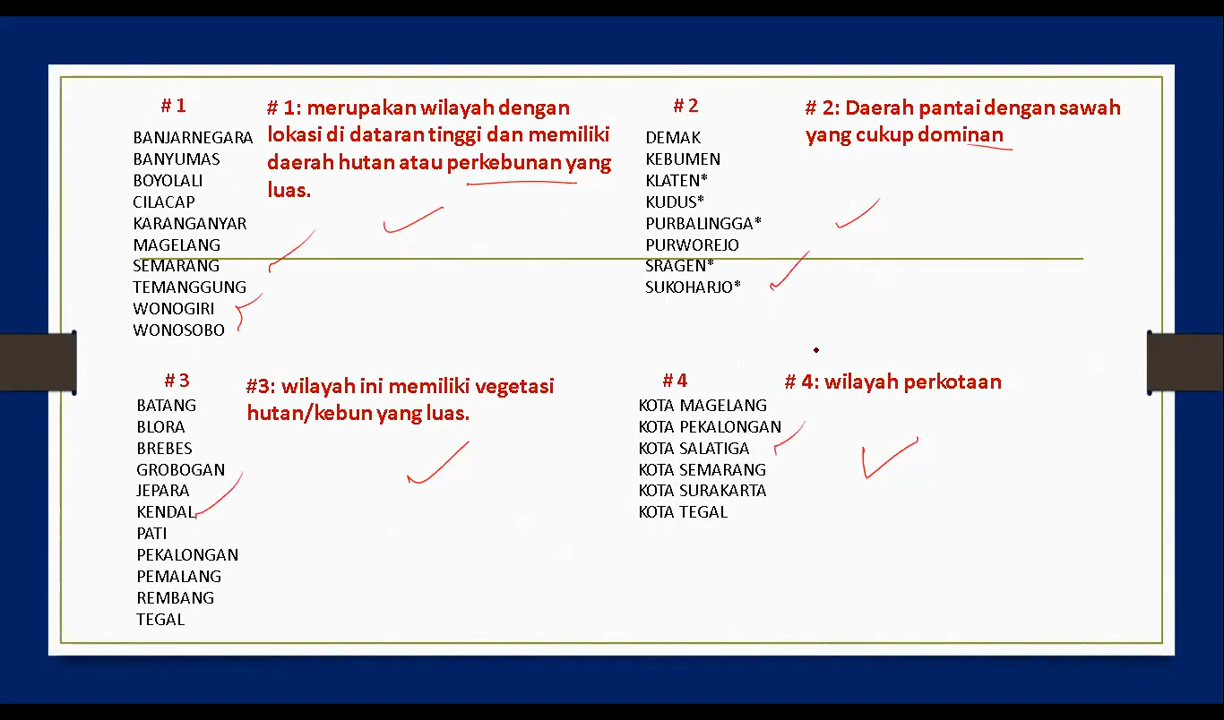 # 1
# 1: merupakan wilayah dengan
lokasi di dataran tinggi dan memiliki
daerah hutan atau perkebunan yang
luas.
BANJARNEGARA
BANYUMAS
BOYOLALI
CILACAP
KARANGANYAR
MAGELANG
SEMARANG
TEMANGGUNG
WONOGIRI
WONOSOBO
# 2
# 2: Daerah pantai dengan sawah
yang cukup dominan
DEMAK
KEBUMEN
KLATEN*
KUDUS*
PURBALINGGA*
PURWOREJO
SRAGEN*
SUKOHARJO*
# 3
#3: wilayah ini memiliki vegetasi
hutan/kebun yang luas.
BATANG
BLORA
BREBES
GROBOGAN
JEPARA
KENDAL
PATI
PEKALONGAN
PEMALANG
REMBANG
TEGAL
#4
# 4: wilayah perkotaan
KOTA MAGELANG
KOTA PEKALONGAN
KOTA SALATIGA
KOTA SEMARANG
KOTA SURAKARTA
KOTA TEGAL